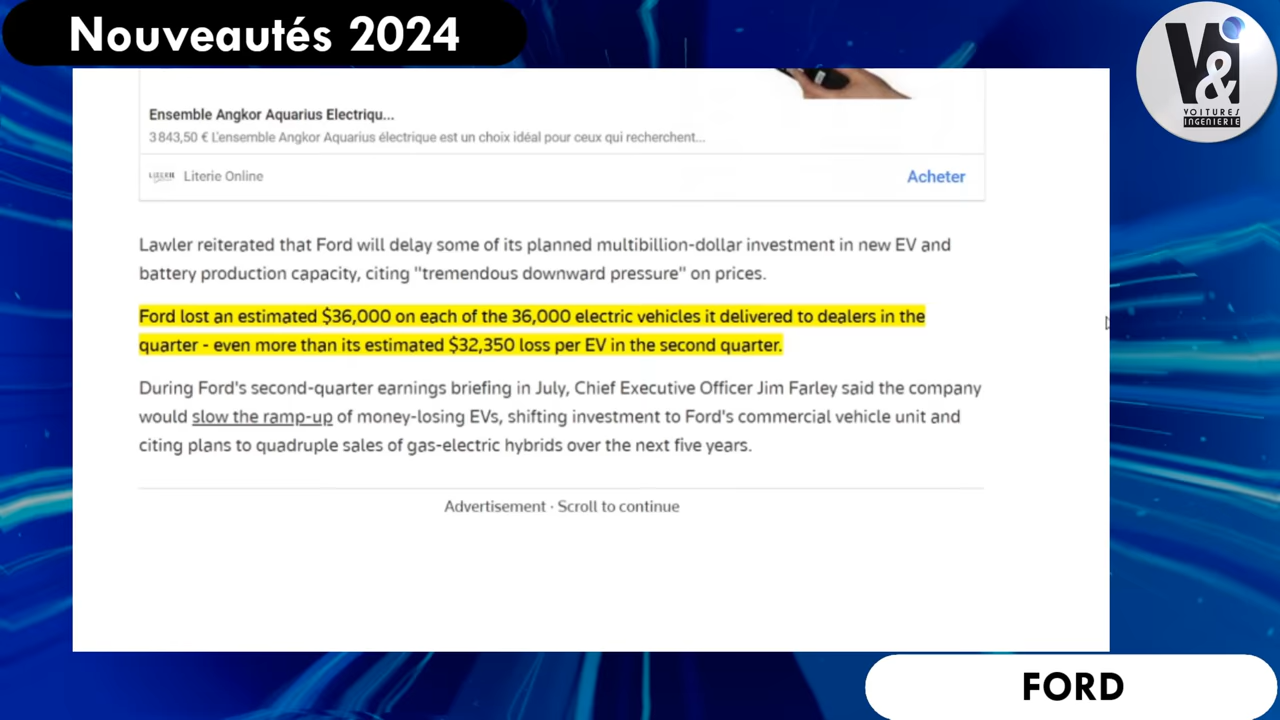 Nouveautés 2024
V&i
VOITURES
INGENIERIE
Ensemble Angkor Aquarius Electriqu...
3 843,50 € L'ensemble Angkor Aquarius électrique est un choix idéal pour ceux qui recherchent...
Literie Online
Acheter
Lawler reiterated that Ford will delay some of its planned multibillion-dollar investment in new EV and
battery production capacity, citing "tremendous downward pressure" on prices.
Ford lost an estimated $36,000 on each of the 36,000 electric vehicles it delivered to dealers in the
quarter - even more than its estimated $32,350 loss per EV in the second quarter.
During Ford's second-quarter earnings briefing in July, Chief Executive Officer Jim Farley said the company
would slow the ramp-up of money-losing EVs, shifting investment to Ford's commercial vehicle unit and
citing plans to quadruple sales of gas-electric hybrids over the next five years.
Advertisement · Scroll to continue
FORD